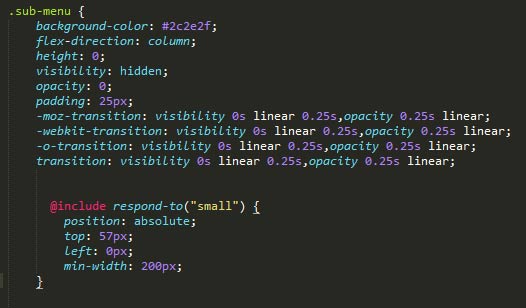 .sub-menu {
background-color: #2c2e2f;
flex-direction: column;
height: 0;
visibility: hidden;
opacity: 0;
padding: 25px;
-moz-transition: visibility 0s linear 0.25s,opacity 0.25s linear;
-webkit-transition: visibility 0s linear 0.25s,opacity 0.25s linear;
-o-transition: visibility 0s linear 0.25s,opacity 0.25s linear;
transition: visibility 0s linear 0.25s,opacity 0.25s linear;
@include respond-to("small") {
position: absolute;
top: 57px;
left: 0px;
min-width: 200px;
}